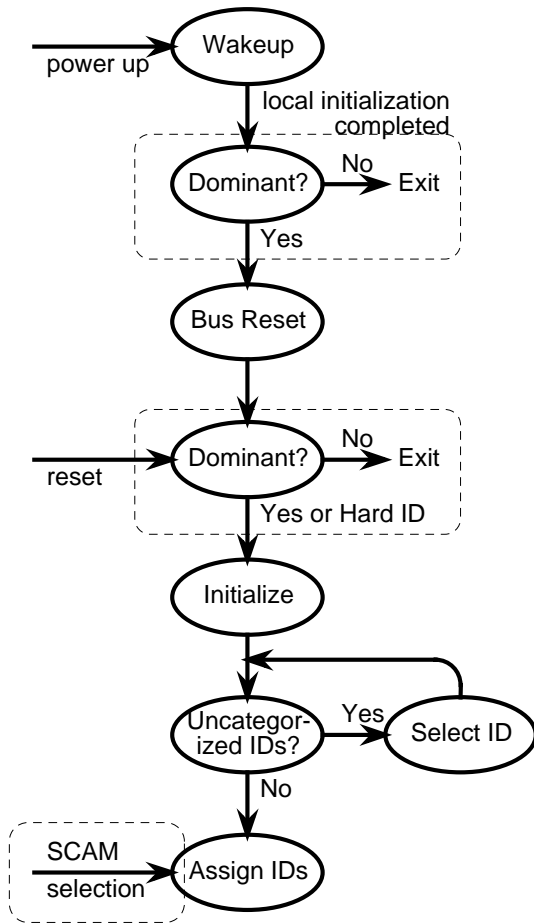 Wakeup
power up
local initialization
completed
Dominant?
No
Exit
Yes
Bus Reset
Dominant?
No
Exit
reset
Yes or Hard ID
Initialize
Uncategor-
ized IDs?
Yes
Select ID
No
SCAM
selection
Assign IDs